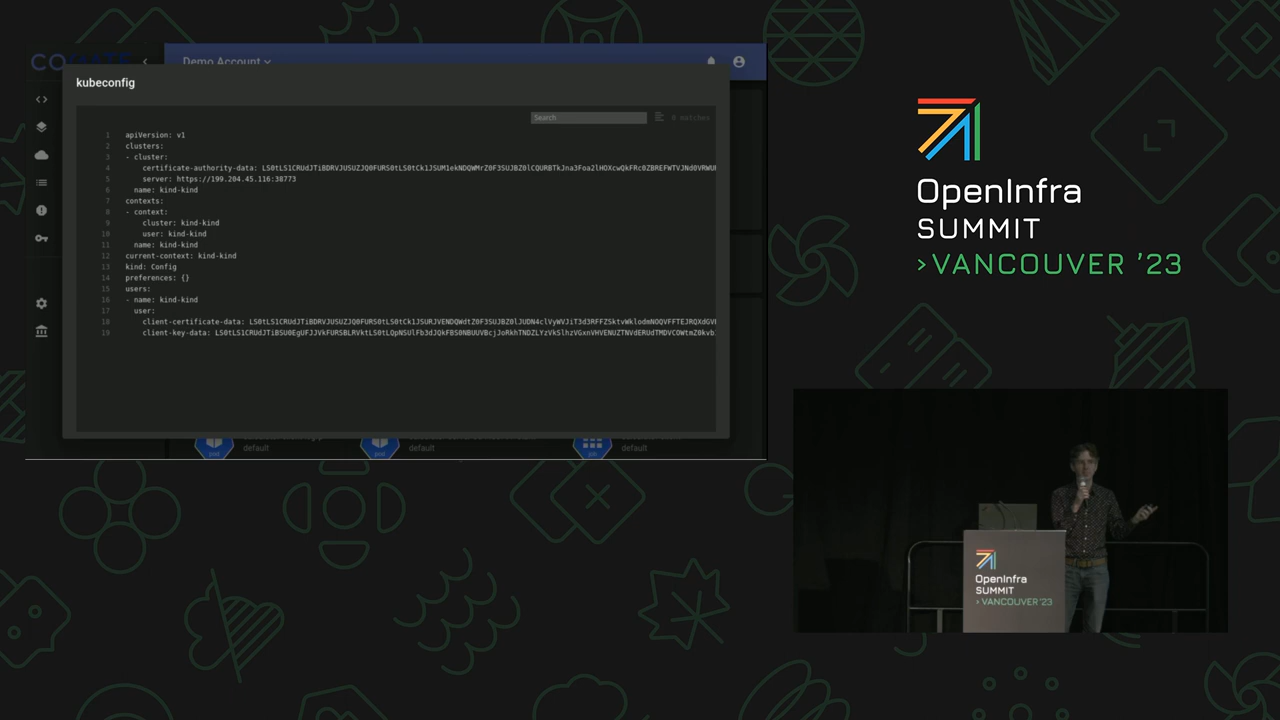 Demo Account
kubeconfig
Search
0 matches
1 apiVersion: v1
2 clusters:
3 - cluster:
4 certificate-authority-data:
5 server: https://199.204.45.116:38773
6 name: kind-kind
7 contexts:
8 - context:
9 cluster: kind-kind
10 user: kind-kind
11 name: kind-kind
12 current-context: kind-kind
13 kind: Config
14 preferences: {}
15 users:
16 - name: kind-kind
17 user:
18 client-certificate-data:
19 client-key-data:
pod
default
pod
default
default
OpenInfra
SUMMIT
>VANCOUVER '23
OpenInfra
SUMMIT
> VANCOUVER '23